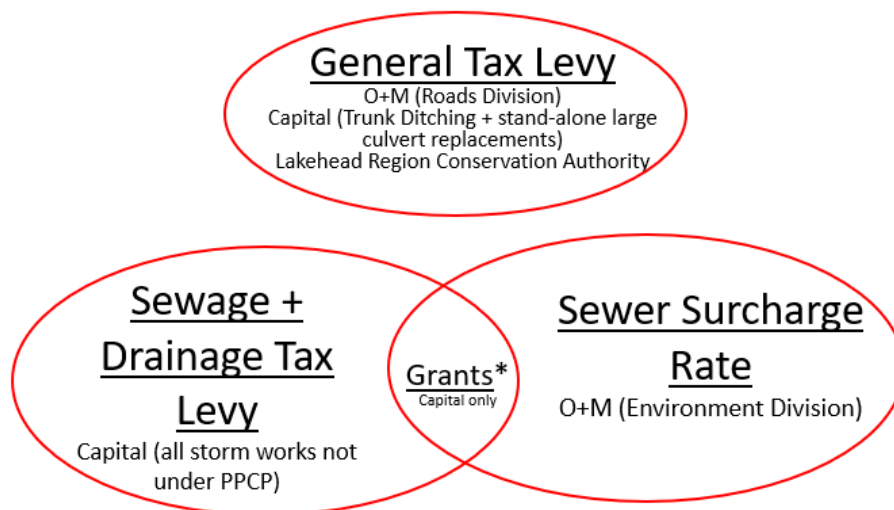 General Tax Levy
O+M (Roads Division)
Capital (Trunk Ditching + stand-alone large
culvert replacements)
Lakehead Region Conservation Authority
Sewage +
Drainage Tax
Levy
Capital (all storm works not
under PPCP)
Grants*
Capital only
Sewer Surcharge
Rate
O+M (Environment Division)